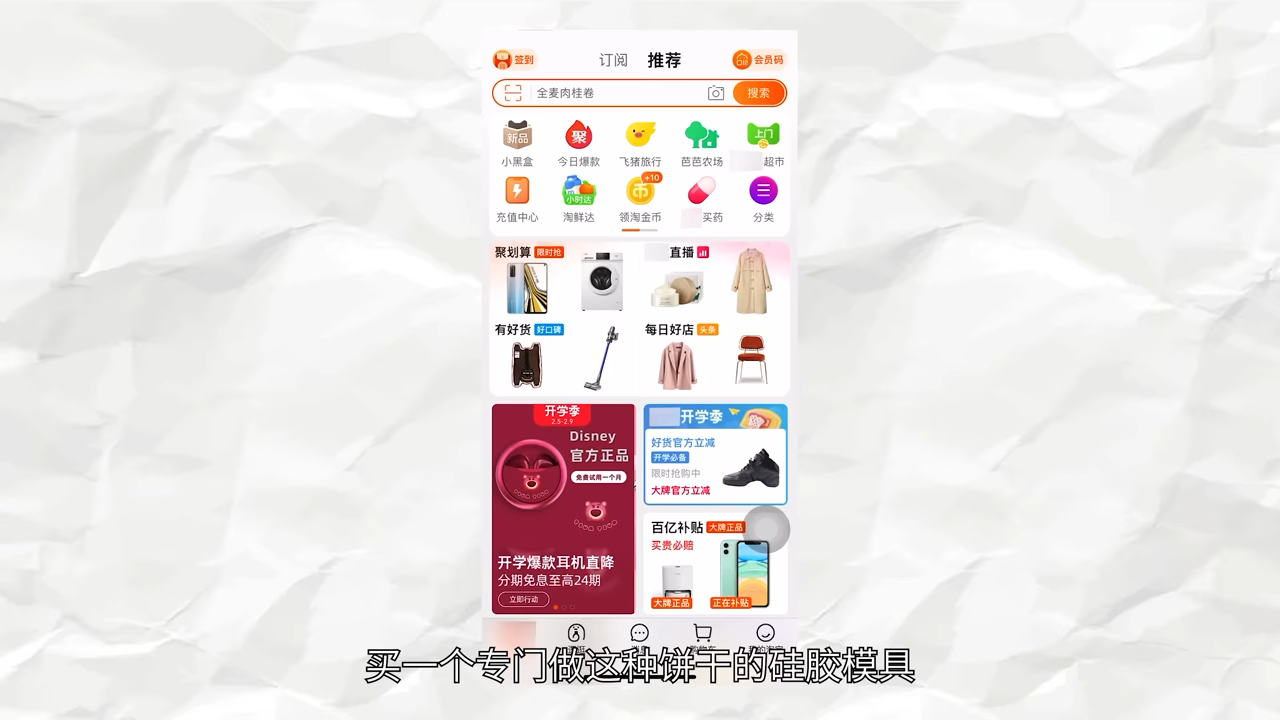 签到
订阅 推荐
会员码
全麦肉桂卷
搜索
新品
聚
上门
小黑盒
今日爆款
飞猪旅行
芭芭农场
超市
小时达
币
+10
充值中心
淘鲜达
领淘金币
买药
分类
聚划算 限时抢
直播
有好货 好口碑
每日好店 头条
开学季
2.5-2.9
Disney
官方正品
免费试用一个月
开学爆款耳机直降
分期免息至高24期
立即行动
开学季
好货官方立减
开学必备
限时抢购中
大牌官方立减
百亿补贴 大牌正品
买贵必赔
大牌正品
正在补贴
买一个专门做这种饼干的硅胶模具